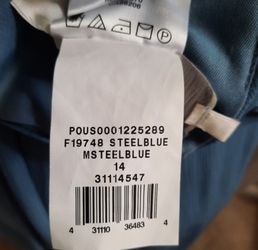 POUS0001225289
F19748 STEELBLUE
MSTEELBLUE
14
31114547
4 31110 36483 4